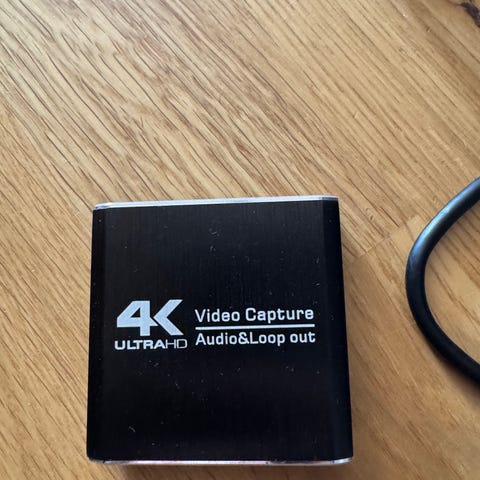 4K
ULTRAHD
Video Capture
Audio&Loop out